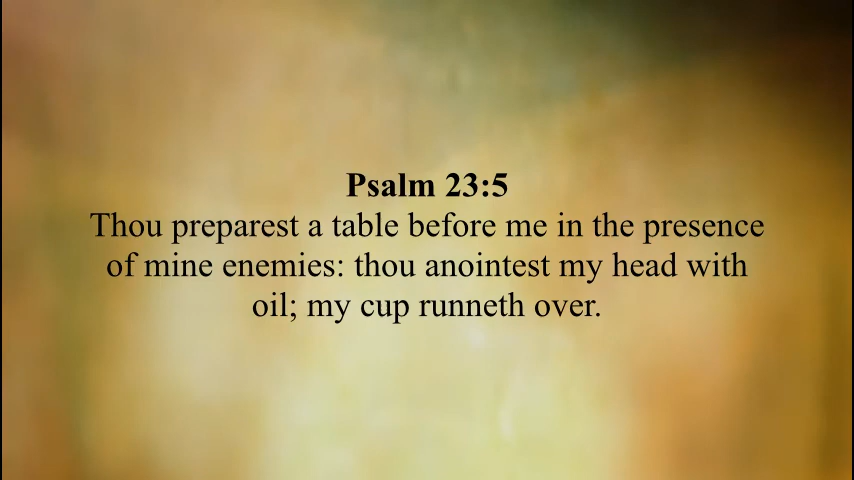 Psalm 23:5
Thou preparest a table before me in the presence
of mine enemies: thou anointest my head with
oil; my cup runneth over.